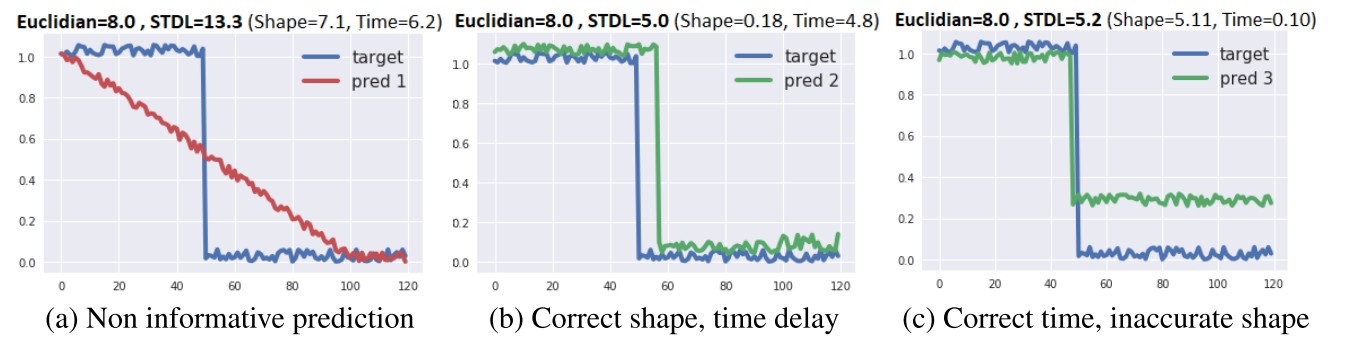 Euclidian=8.0 , STDL=13.3 (Shape=7.1, Time=6.2)
1.0
0.8
0.6
0.4
0.2
0.0
0 20 40 60 80 100 120
target
pred 1
(a) Non informative prediction
Euclidian=8.0 , STDL=5.0 (Shape=0.18, Time=4.8)
1.0
0.8
0.6
0.4
0.2
0.0
0 20 40 60 80 100 120
target
pred 2
(b) Correct shape, time delay
Euclidian=8.0 , STDL=5.2 (Shape=5.11, Time=0.10)
1.0
0.8
0.6
0.4
0.2
0.0
0 20 40 60 80 100 120
target
pred 3
(c) Correct time, inaccurate shape